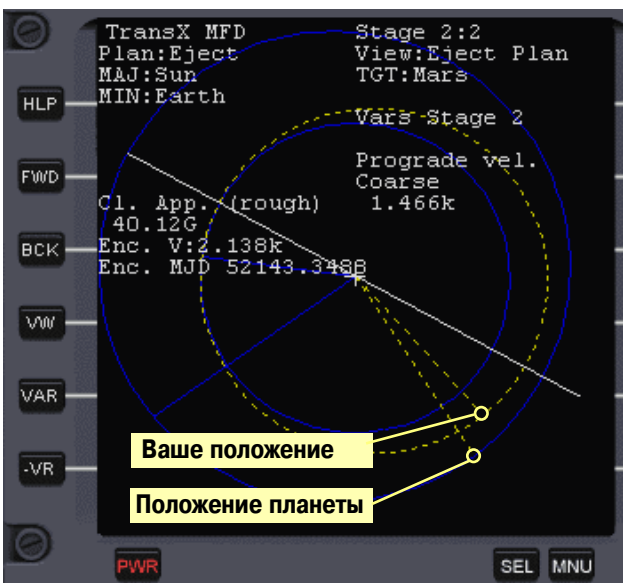 TransX MFD
Stage 2:2
Plan:Eject
View:Eject Plan
MAJ:Sun
TGT:Mars
MIN:Earth
Vars Stage 2
Prograde vel.
Coarse
Cl. App. (rough)
1.466k
40.12G
Enc. V:2.138k
Enc. MJD 52143.3488
HLP
FWD
BCK
VW
VAR
-VR
Ваше положение
Положение планеты
PWR
SEL
MNU